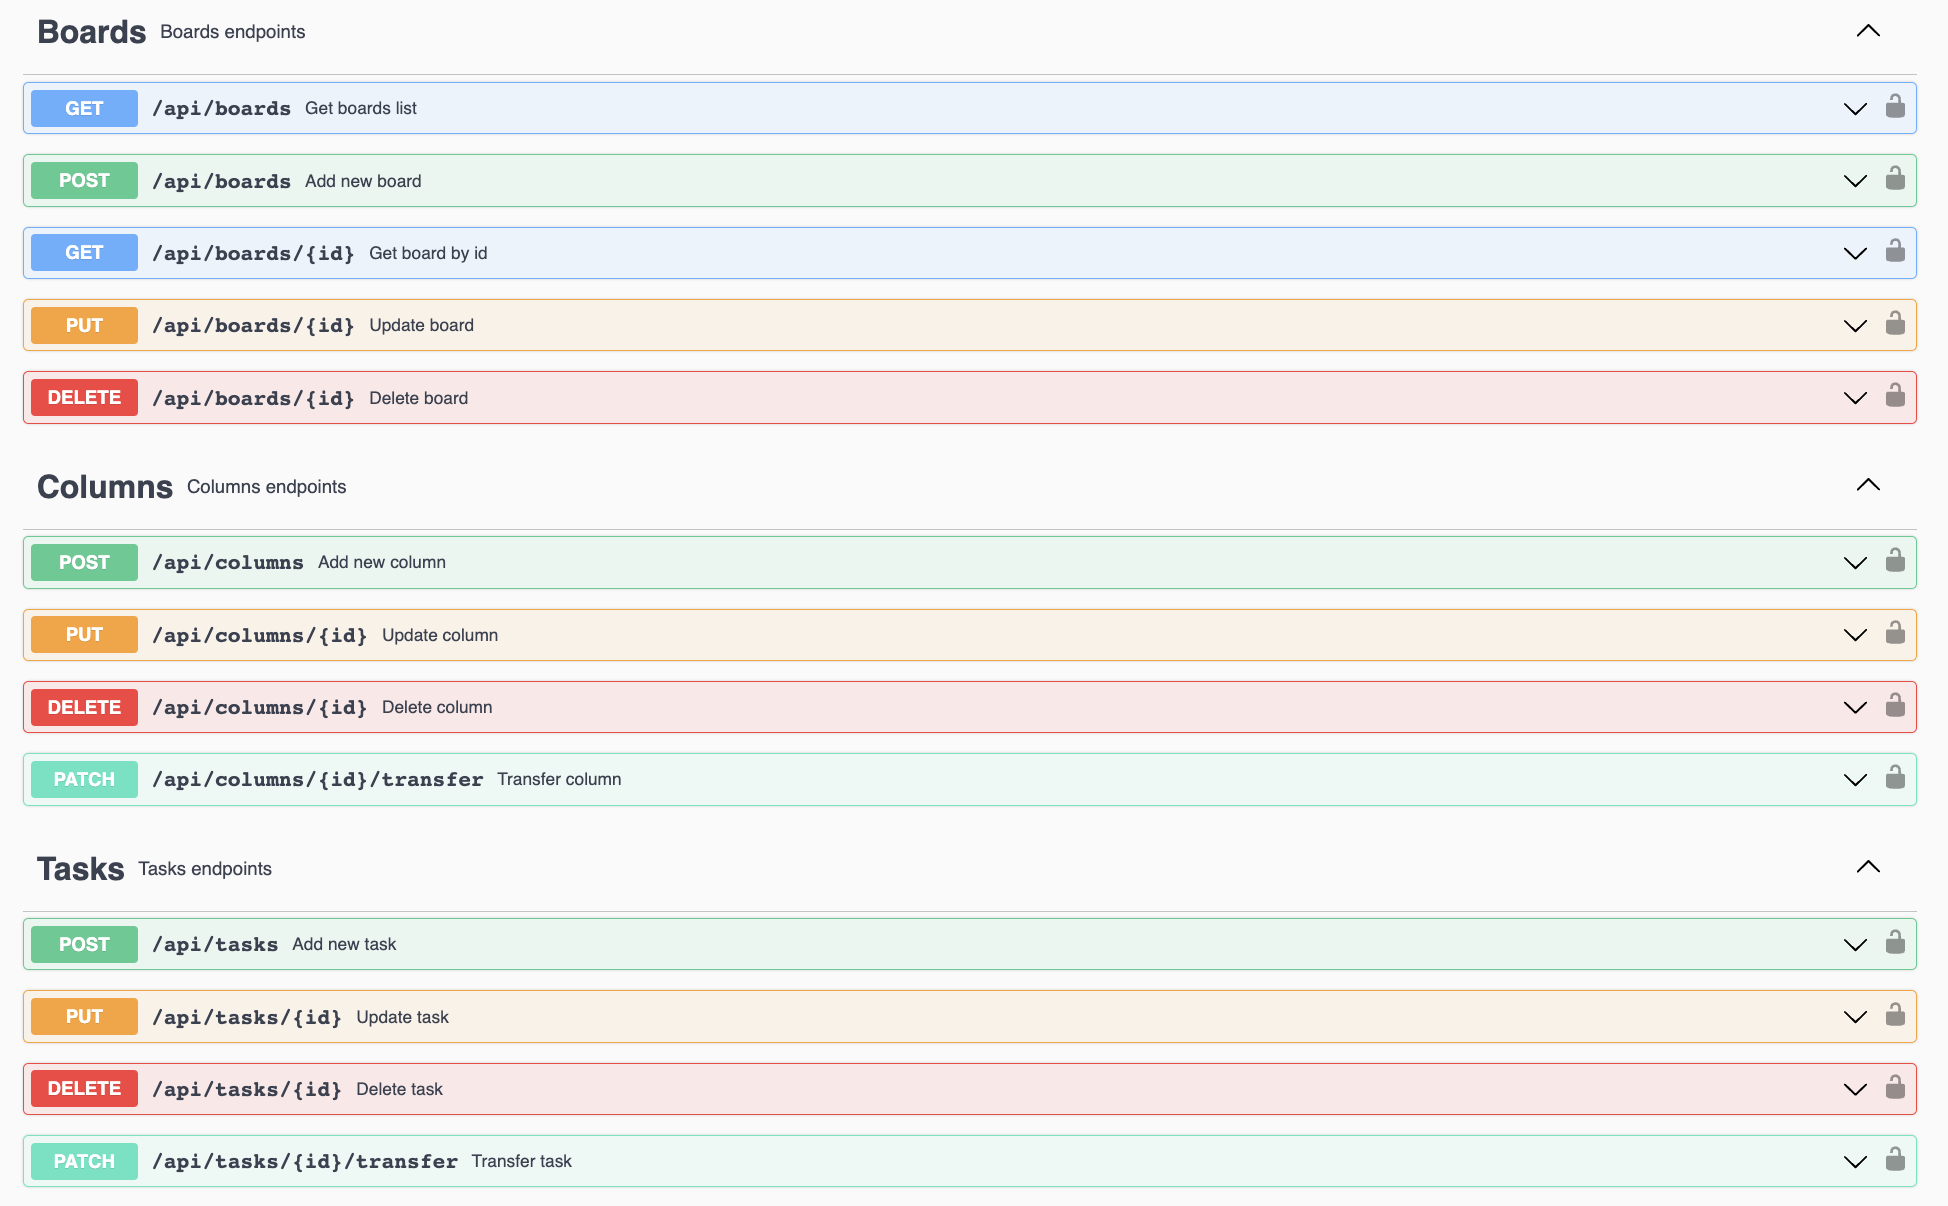 Boards Boards endpoints
GET /api/boards Get boards list
POST /api/boards Add new board
GET /api/boards/{id} Get board by id
PUT /api/boards/{id} Update board
DELETE /api/boards/{id} Delete board
Columns Columns endpoints
POST /api/columns Add new column
PUT /api/columns/{id} Update column
DELETE /api/columns/{id} Delete column
PATCH /api/columns/{id}/transfer Transfer column
Tasks Tasks endpoints
POST /api/tasks Add new task
PUT /api/tasks/{id} Update task
DELETE /api/tasks/{id} Delete task
PATCH /api/tasks/{id}/transfer Transfer task